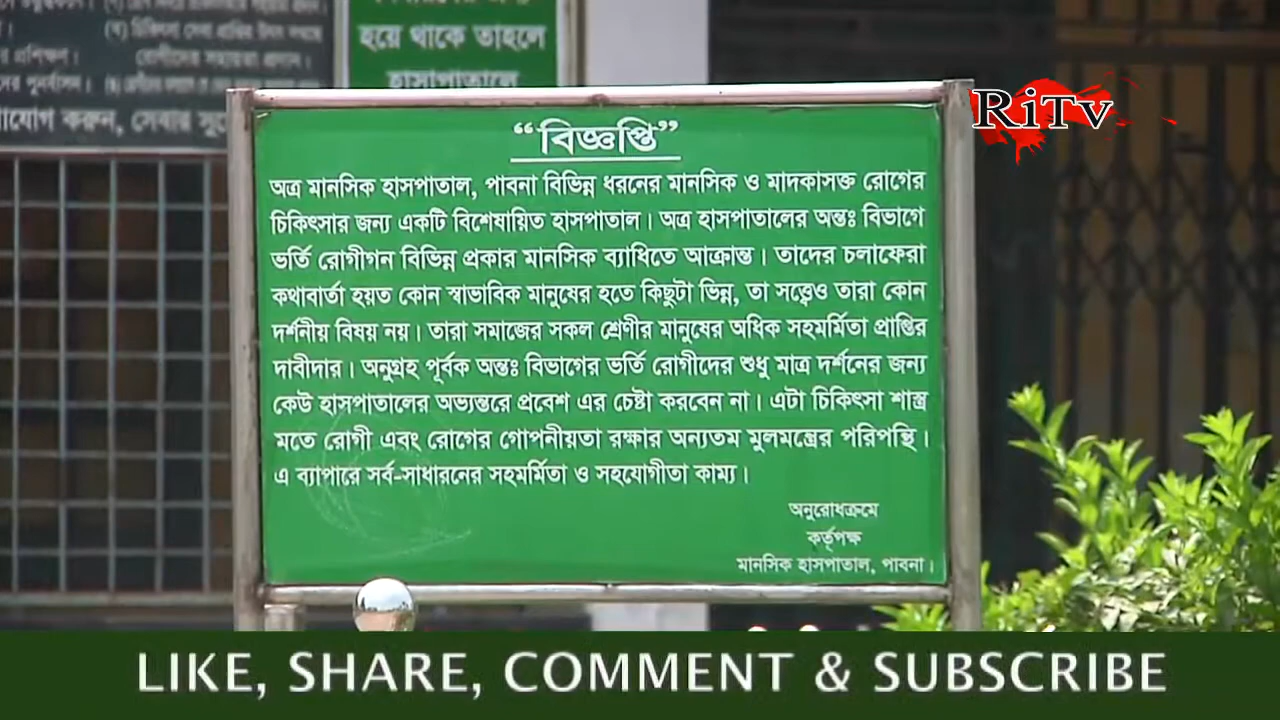 হয়ে থাকে তাহলে
হাসাপাতালে
রোগীদের সহায়তা প্রদান।
প্রশিক্ষণ।
যোগ করুন, সেবার
RiTv
“বিজ্ঞপ্তি”
অত্র মানসিক হাসপাতাল, পাবনা বিভিন্ন ধরনের মানসিক ও মাদকাসক্ত রোগের
চিকিৎসার জন্য একটি বিশেষায়িত হাসপাতাল। অত্র হাসপাতালের অন্তঃ বিভাগে
ভর্তি রোগীগন বিভিন্ন প্রকার মানসিক ব্যাধিতে আক্রান্ত। তাদের চলাফেরা
কথাবার্তা হয়ত কোন স্বাভাবিক মানুষের হতে কিছুটা ভিন্ন, তা সত্ত্বেও তারা কোন
দর্শনীয় বিষয় নয়। তারা সমাজের সকল শ্রেণীর মানুষের অধিক সহমর্মিতা প্রাপ্তির
দাবীদার। অনুগ্রহ পূর্বক অন্তঃ বিভাগের ভর্তি রোগীদের শুধু মাত্র দর্শনের জন্য
কেউ হাসপাতালের অভ্যন্তরে প্রবেশ এর চেষ্টা করবেন না। এটা চিকিৎসা শাস্ত্র
মতে রোগী এবং রোগের গোপনীয়তা রক্ষার অন্যতম মুলমন্ত্রের পরিপন্থি।
এ ব্যাপারে সর্ব-সাধারনের সহমর্মিতা ও সহযোগীতা কাম্য।
অনুরোধক্রমে
কর্তৃপক্ষ
মানসিক হাসপাতাল, পাবনা।
LIKE, SHARE, COMMENT & SUBSCRIBE